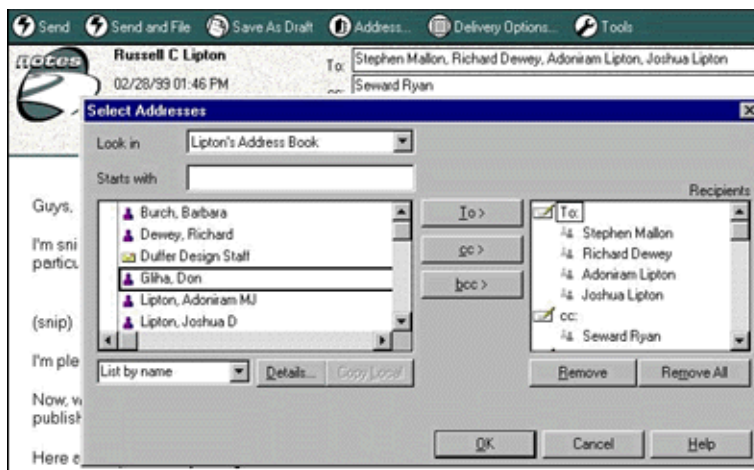 Send Send and File Save As Draft Address... Delivery Options... Tools
notes
Russell C Lipton
02/28/99 01:46 PM
To: Stephen Mallon, Richard Dewey, Adoniram Lipton, Joshua Lipton
cc: Seward Ryan
Select Addresses
Look in Lipton's Address Book
Starts with
Recipients
Burch, Barbara
Dewey, Richard
Duffer Design Staff
Gliha, Don
Lipton, Adoniram MJ
Lipton, Joshua D
To >
cc >
bcc >
To:
Stephen Mallon
Richard Dewey
Adoniram Lipton
Joshua Lipton
cc:
Seward Ryan
List by name Details... Copy Local Remove Remove All
OK Cancel Help
Guys,
I'm sni
particu
(snip)
I'm ple
Now, w
publish
Here a